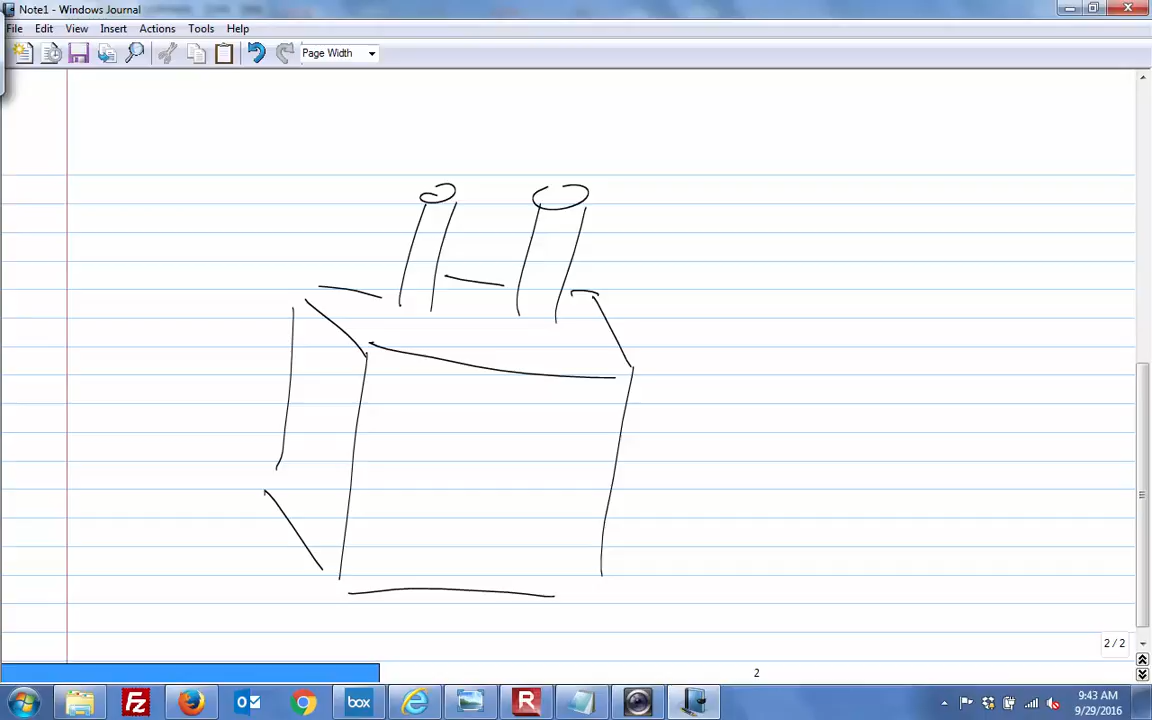 Note1 - Windows Journal
File Edit View Insert Actions Tools Help
Page Width
2 / 2
2
box
9:43 AM
9/29/2016